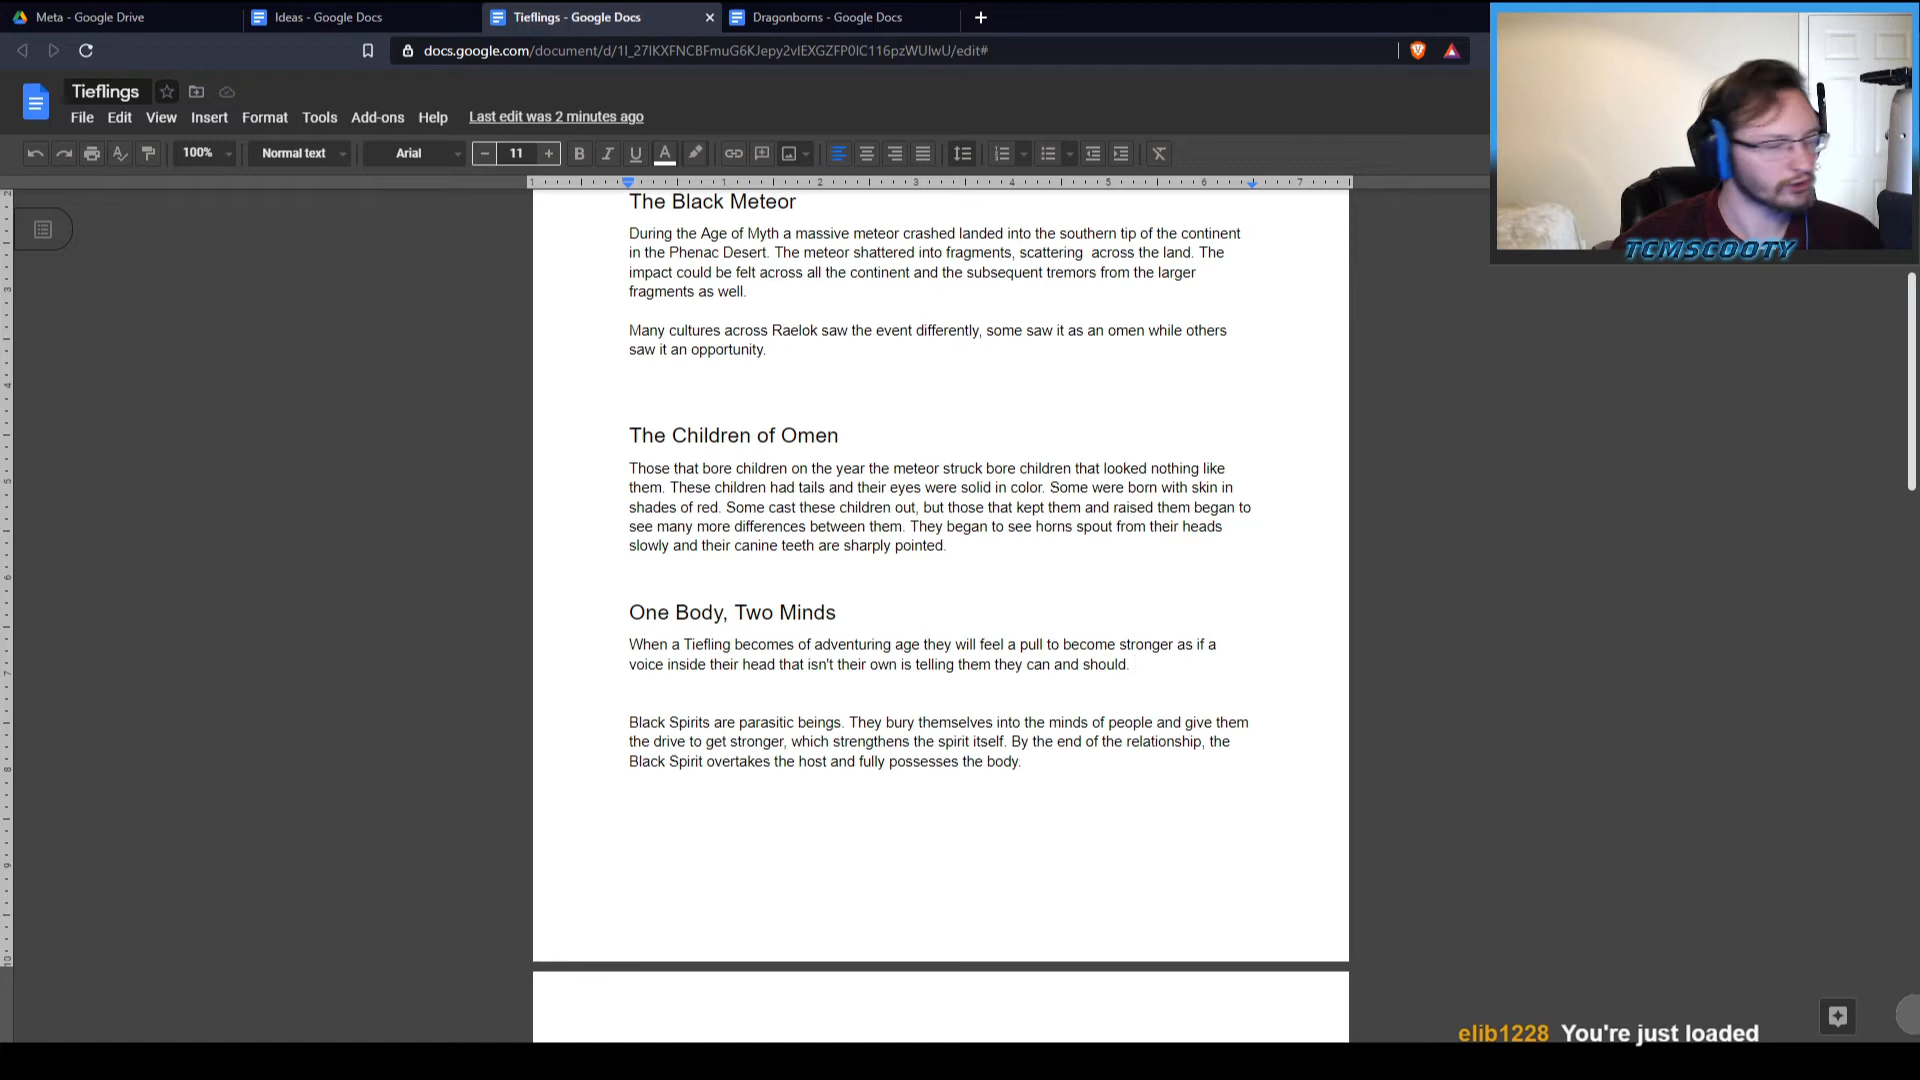 Meta - Google Drive
Ideas - Google Docs
Tieflings - Google Docs
Dragonborns - Google Docs
Tieflings
File Edit View Insert Format Tools Add-ons Help Last edit was 2 minutes ago
100% Normal text Arial 11
1 1 2 3 4 5 6 7
The Black Meteor
During the Age of Myth a massive meteor crashed landed into the southern tip of the continent
in the Phenac Desert. The meteor shattered into fragments, scattering  across the land. The
impact could be felt across all the continent and the subsequent tremors from the larger
fragments as well.
Many cultures across Raelok saw the event differently, some saw it as an omen while others
saw it an opportunity.
The Children of Omen
Those that bore children on the year the meteor struck bore children that looked nothing like
them. These children had tails and their eyes were solid in color. Some were born with skin in
shades of red. Some cast these children out, but those that kept them and raised them began to
see many more differences between them. They began to see horns spout from their heads
slowly and their canine teeth are sharply pointed.
One Body, Two Minds
When a Tiefling becomes of adventuring age they will feel a pull to become stronger as if a
voice inside their head that isn't their own is telling them they can and should.
Black Spirits are parasitic beings. They bury themselves into the minds of people and give them
the drive to get stronger, which strengthens the spirit itself. By the end of the relationship, the
Black Spirit overtakes the host and fully possesses the body.
TCMSCOOTY
elib1228 You're just loaded